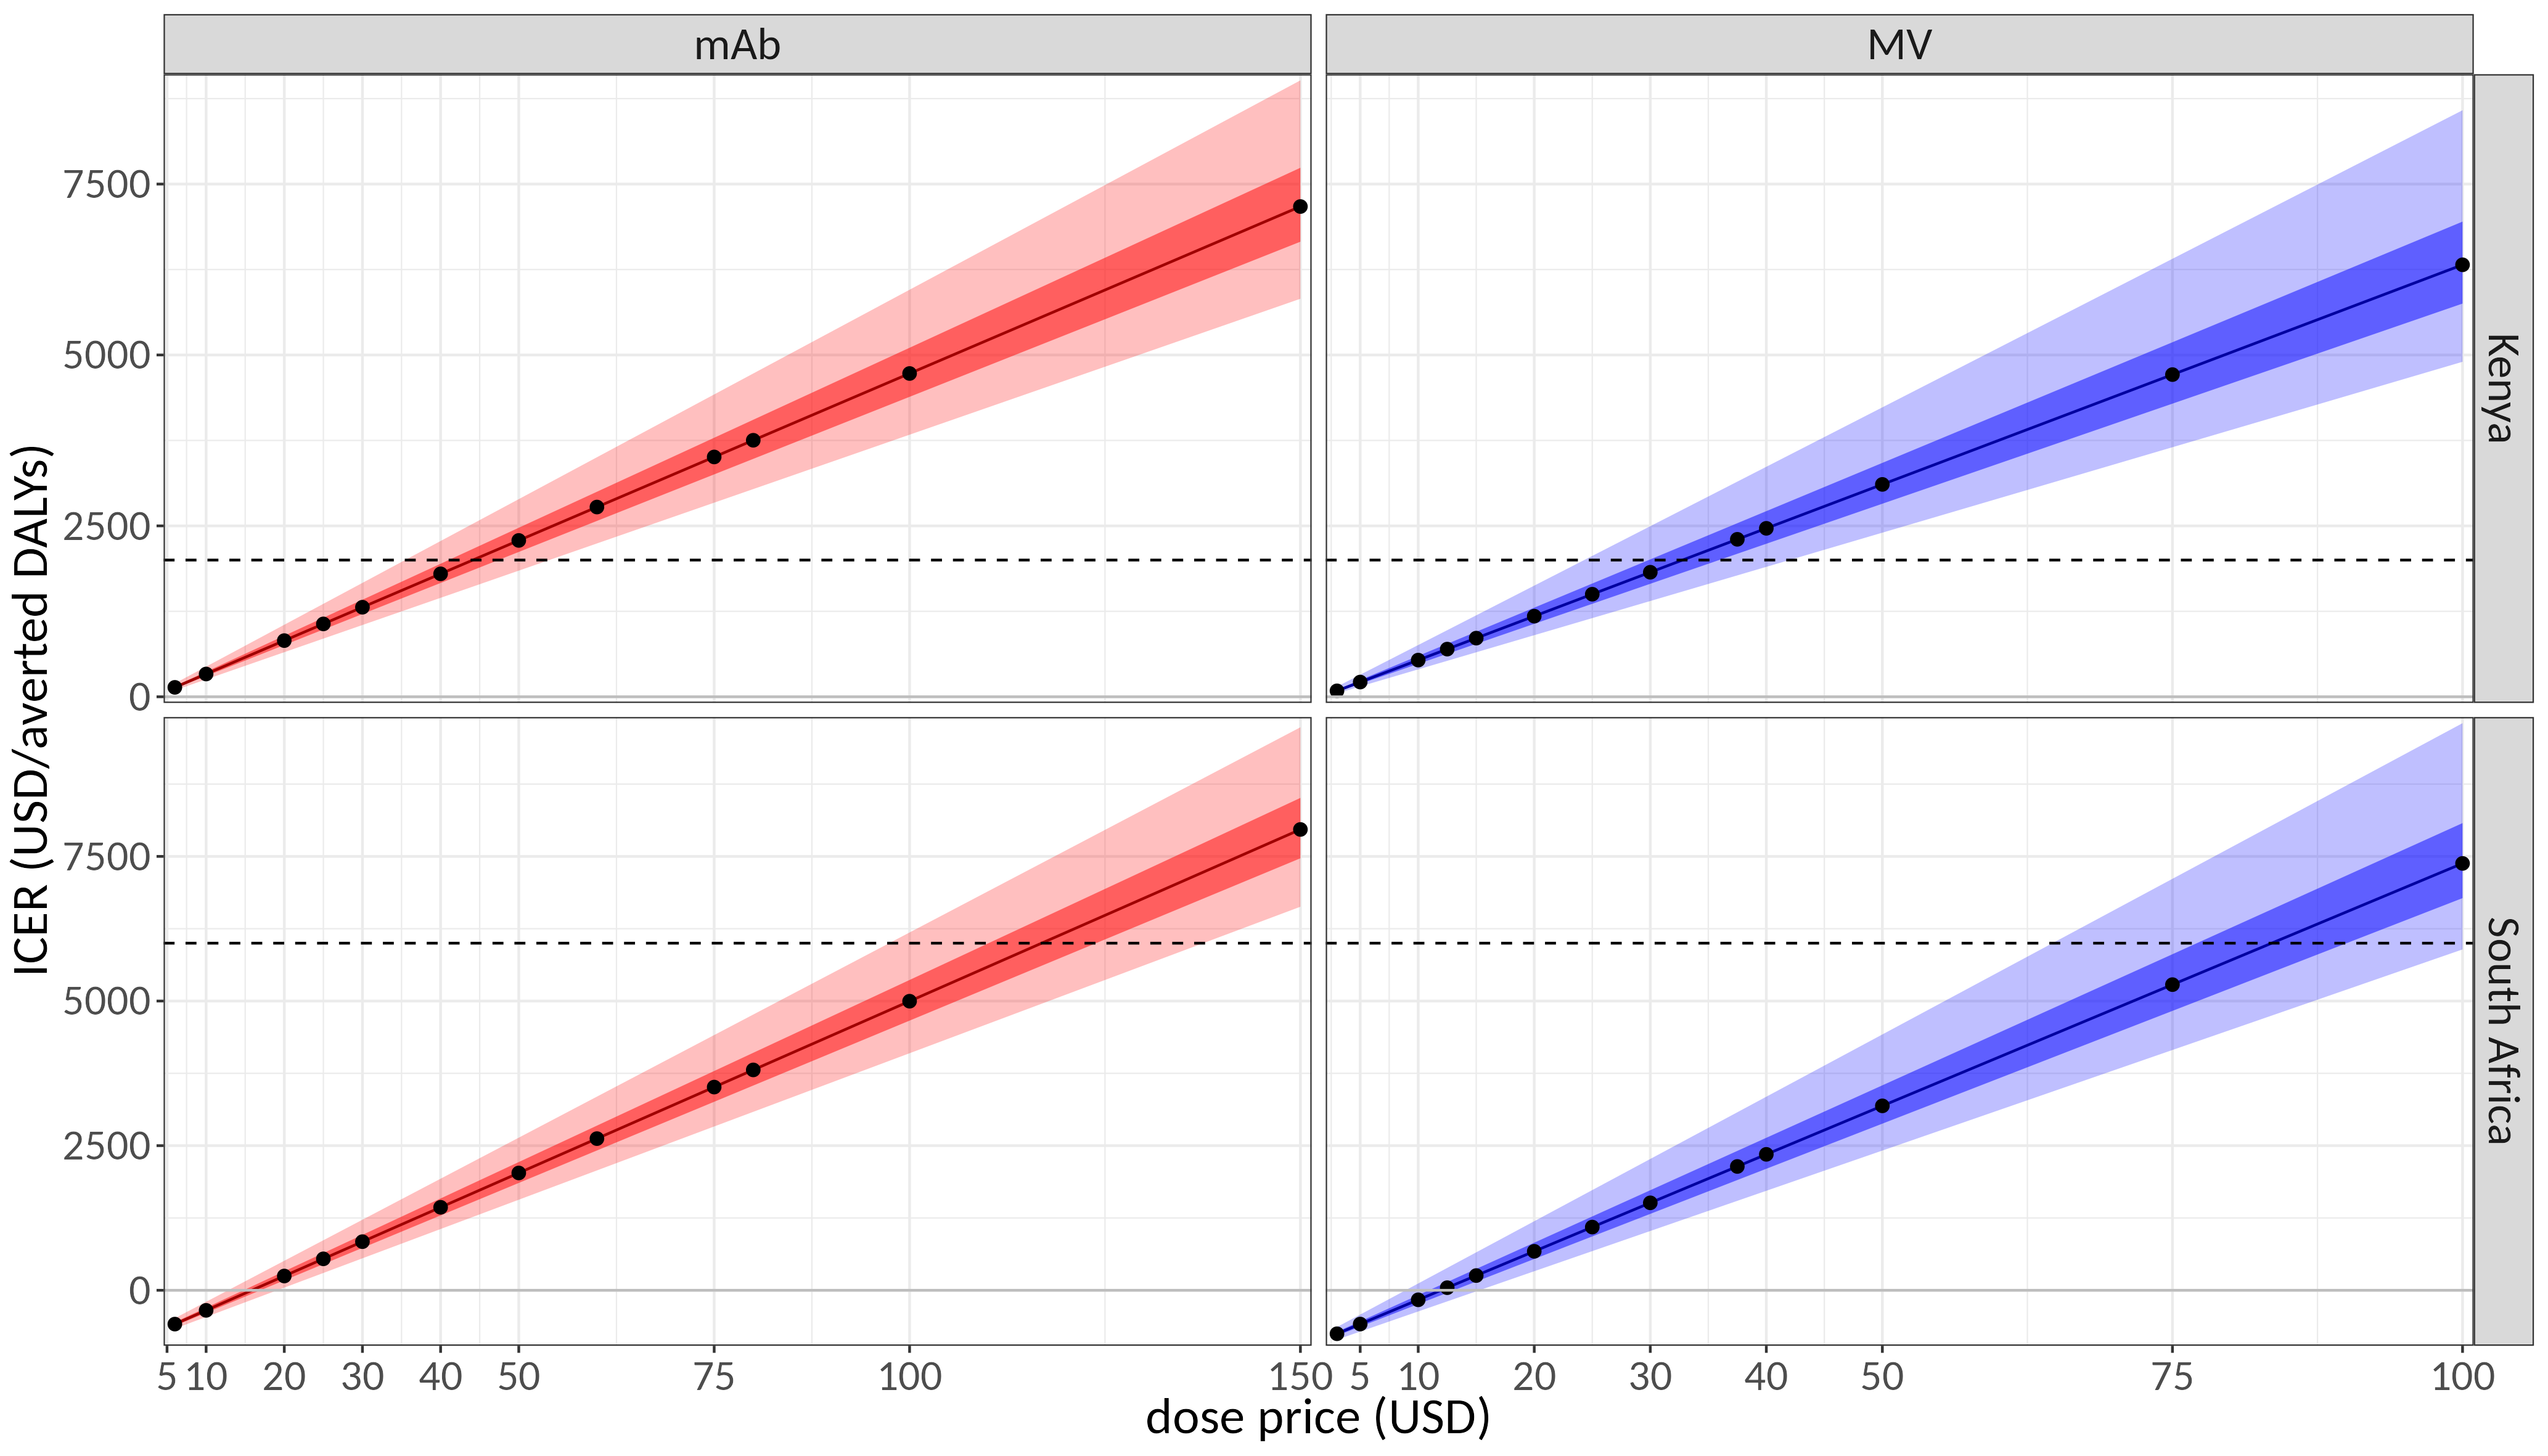 mAb
MV
Kenya
South Africa
ICER (USD/averted DALYs)
7500
5000
2500
0
7500
5000
2500
0
5 10 20 30 40 50 75 100 150
5 10 20 30 40 50 75 100
dose price (USD)